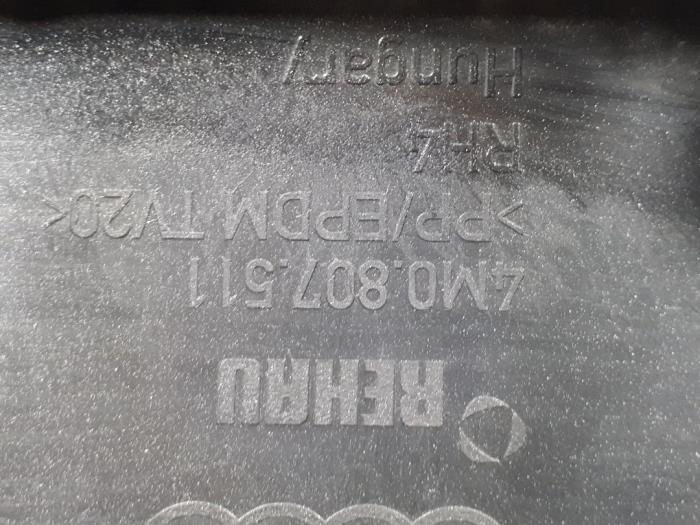 REHAU
4M0.807.511
>PP/EPDM TV20<
RH4
Hungary